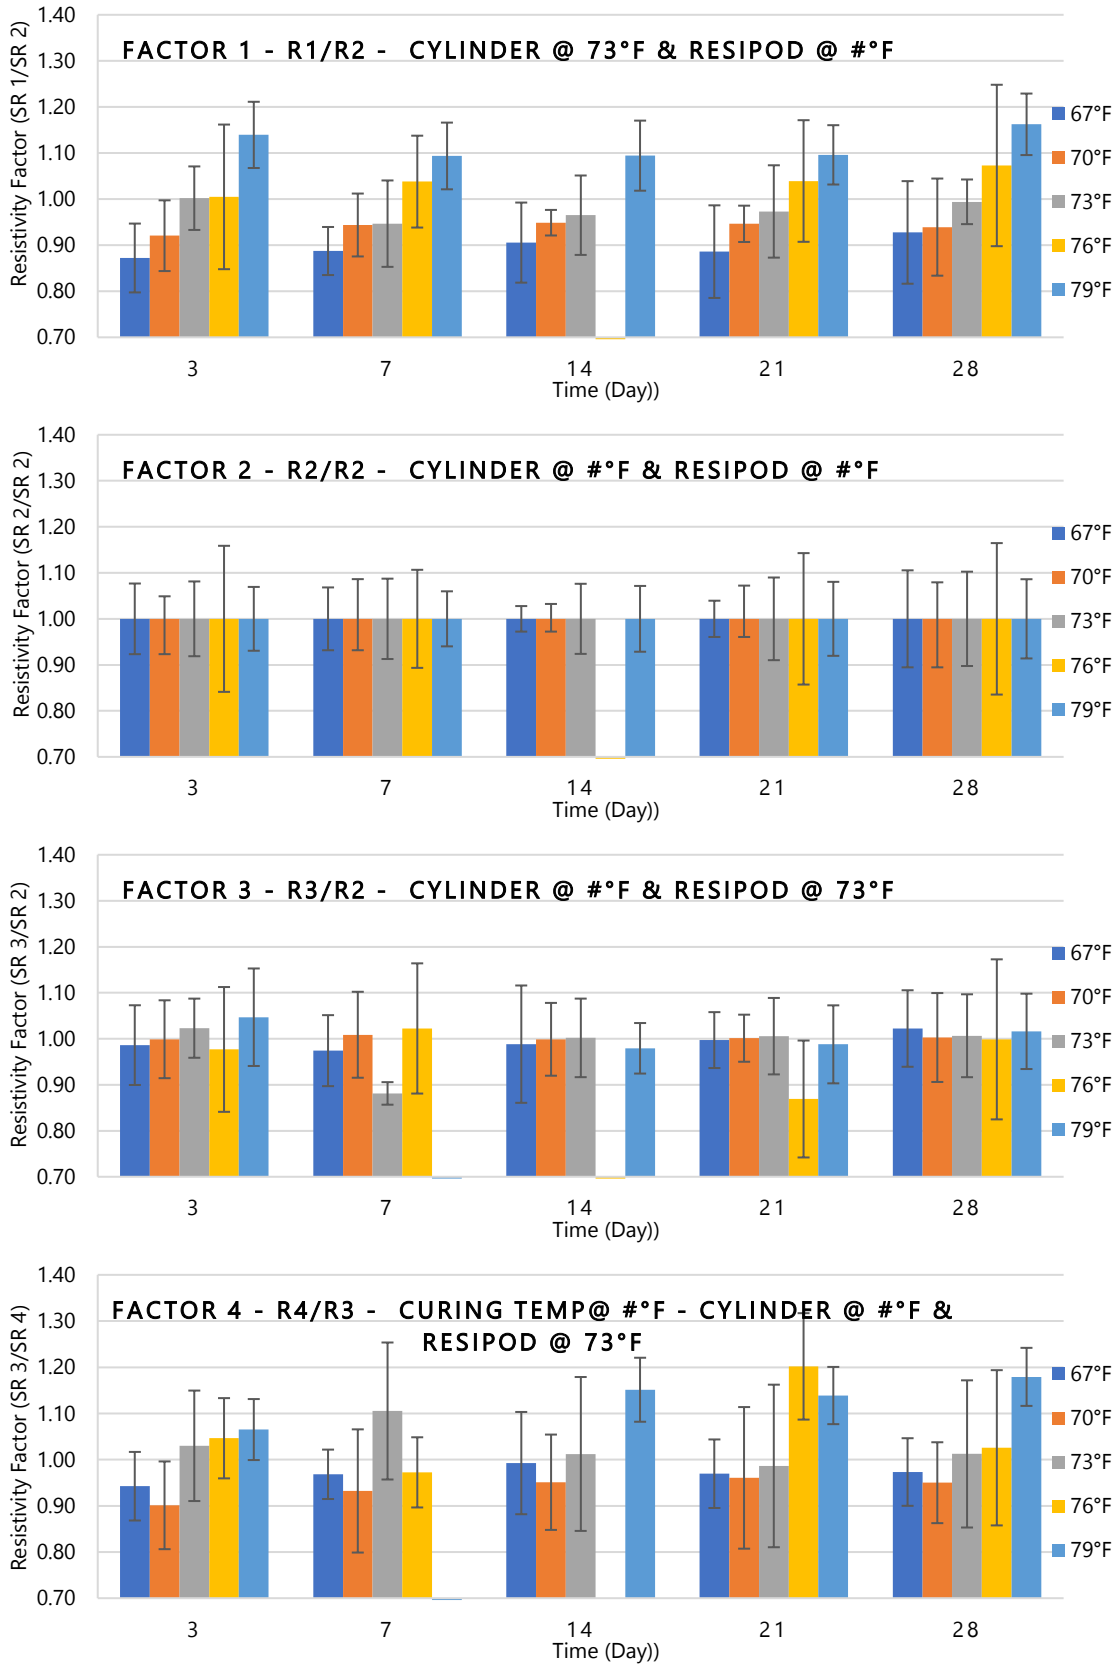 1.40
FACTOR 1 - R1/R2 - CYLINDER @ 73°F & RESIPOD @ #°F
1.30
1.20
1.10
1.00
0.90
0.80
0.70
Resistivity Factor (SR 1/SR 2)
67°F
70°F
73°F
76°F
79°F
3 7 14 21 28
Time (Day))
1.40
FACTOR 2 - R2/R2 - CYLINDER @ #°F & RESIPOD @ #°F
1.30
1.20
1.10
1.00
0.90
0.80
0.70
Resistivity Factor (SR 2/SR 2)
67°F
70°F
73°F
76°F
79°F
3 7 14 21 28
Time (Day))
1.40
FACTOR 3 - R3/R2 - CYLINDER @ #°F & RESIPOD @ 73°F
1.30
1.20
1.10
1.00
0.90
0.80
0.70
Resistivity Factor (SR 3/SR 2)
67°F
70°F
73°F
76°F
79°F
3 7 14 21 28
Time (Day))
1.40
FACTOR 4 - R4/R3 - CURING TEMP@ #°F - CYLINDER @ #°F &
RESIPOD @ 73°F
1.30
1.20
1.10
1.00
0.90
0.80
0.70
Resistivity Factor (SR 3/SR 4)
67°F
70°F
73°F
76°F
79°F
3 7 14 21 28
Time (Day))